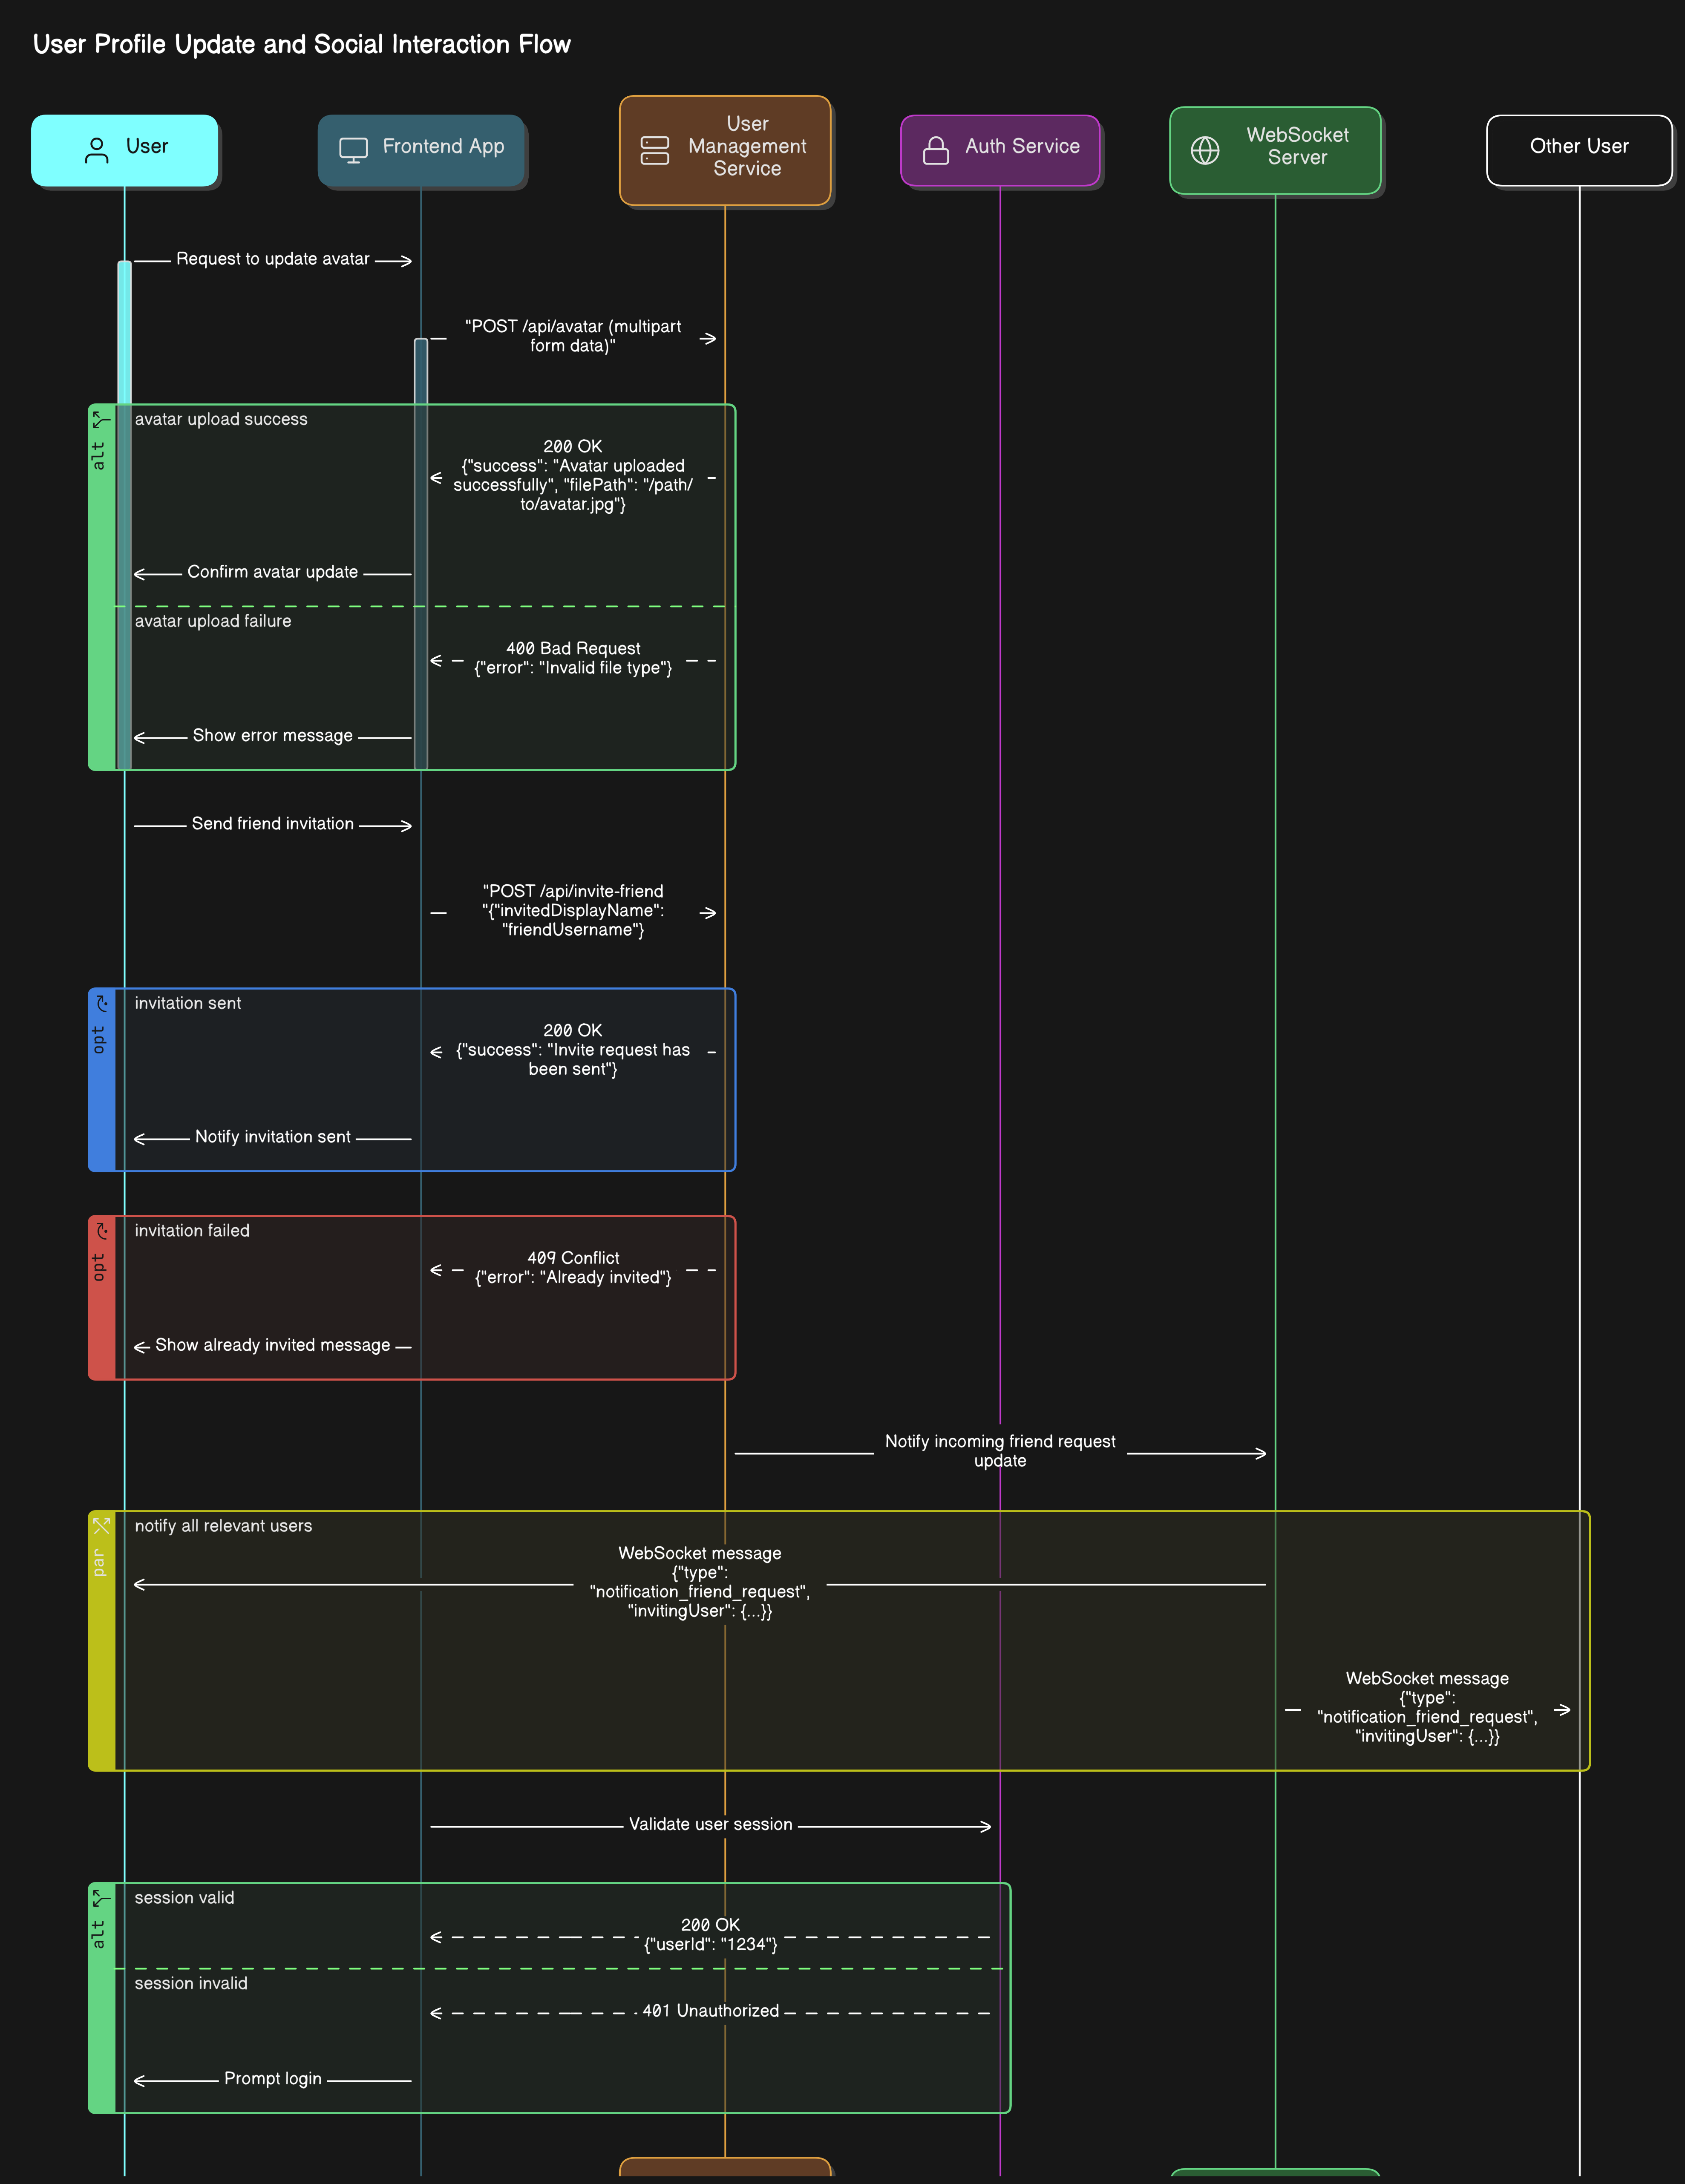 User Profile Update and Social Interaction Flow
User
Frontend App
User
Management
Service
Auth Service
WebSocket
Server
Other User
Request to update avatar
"POST /api/avatar (multipart
form data)"
alt
avatar upload success
200 OK
{"success": "Avatar uploaded
successfully", "filePath": "/path/
to/avatar.jpg"}
Confirm avatar update
avatar upload failure
400 Bad Request
{"error": "Invalid file type"}
Show error message
Send friend invitation
"POST /api/invite-friend
"{"invitedDisplayName":
"friendUsername"}
opt
invitation sent
200 OK
{"success": "Invite request has
been sent"}
Notify invitation sent
opt
invitation failed
409 Conflict
{"error": "Already invited"}
Show already invited message
Notify incoming friend request
update
par
notify all relevant users
WebSocket message
{"type":
"notification_friend_request",
"invitingUser": {...}}
WebSocket message
{"type":
"notification_friend_request",
"invitingUser": {...}}
Validate user session
alt
session valid
200 OK
{"userId": "1234"}
session invalid
401 Unauthorized
Prompt login